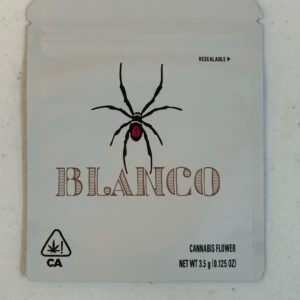 RESEALABLE
BLANCO
CA
CANNABIS FLOWER
NET WT 3.5 g (0.125 OZ)